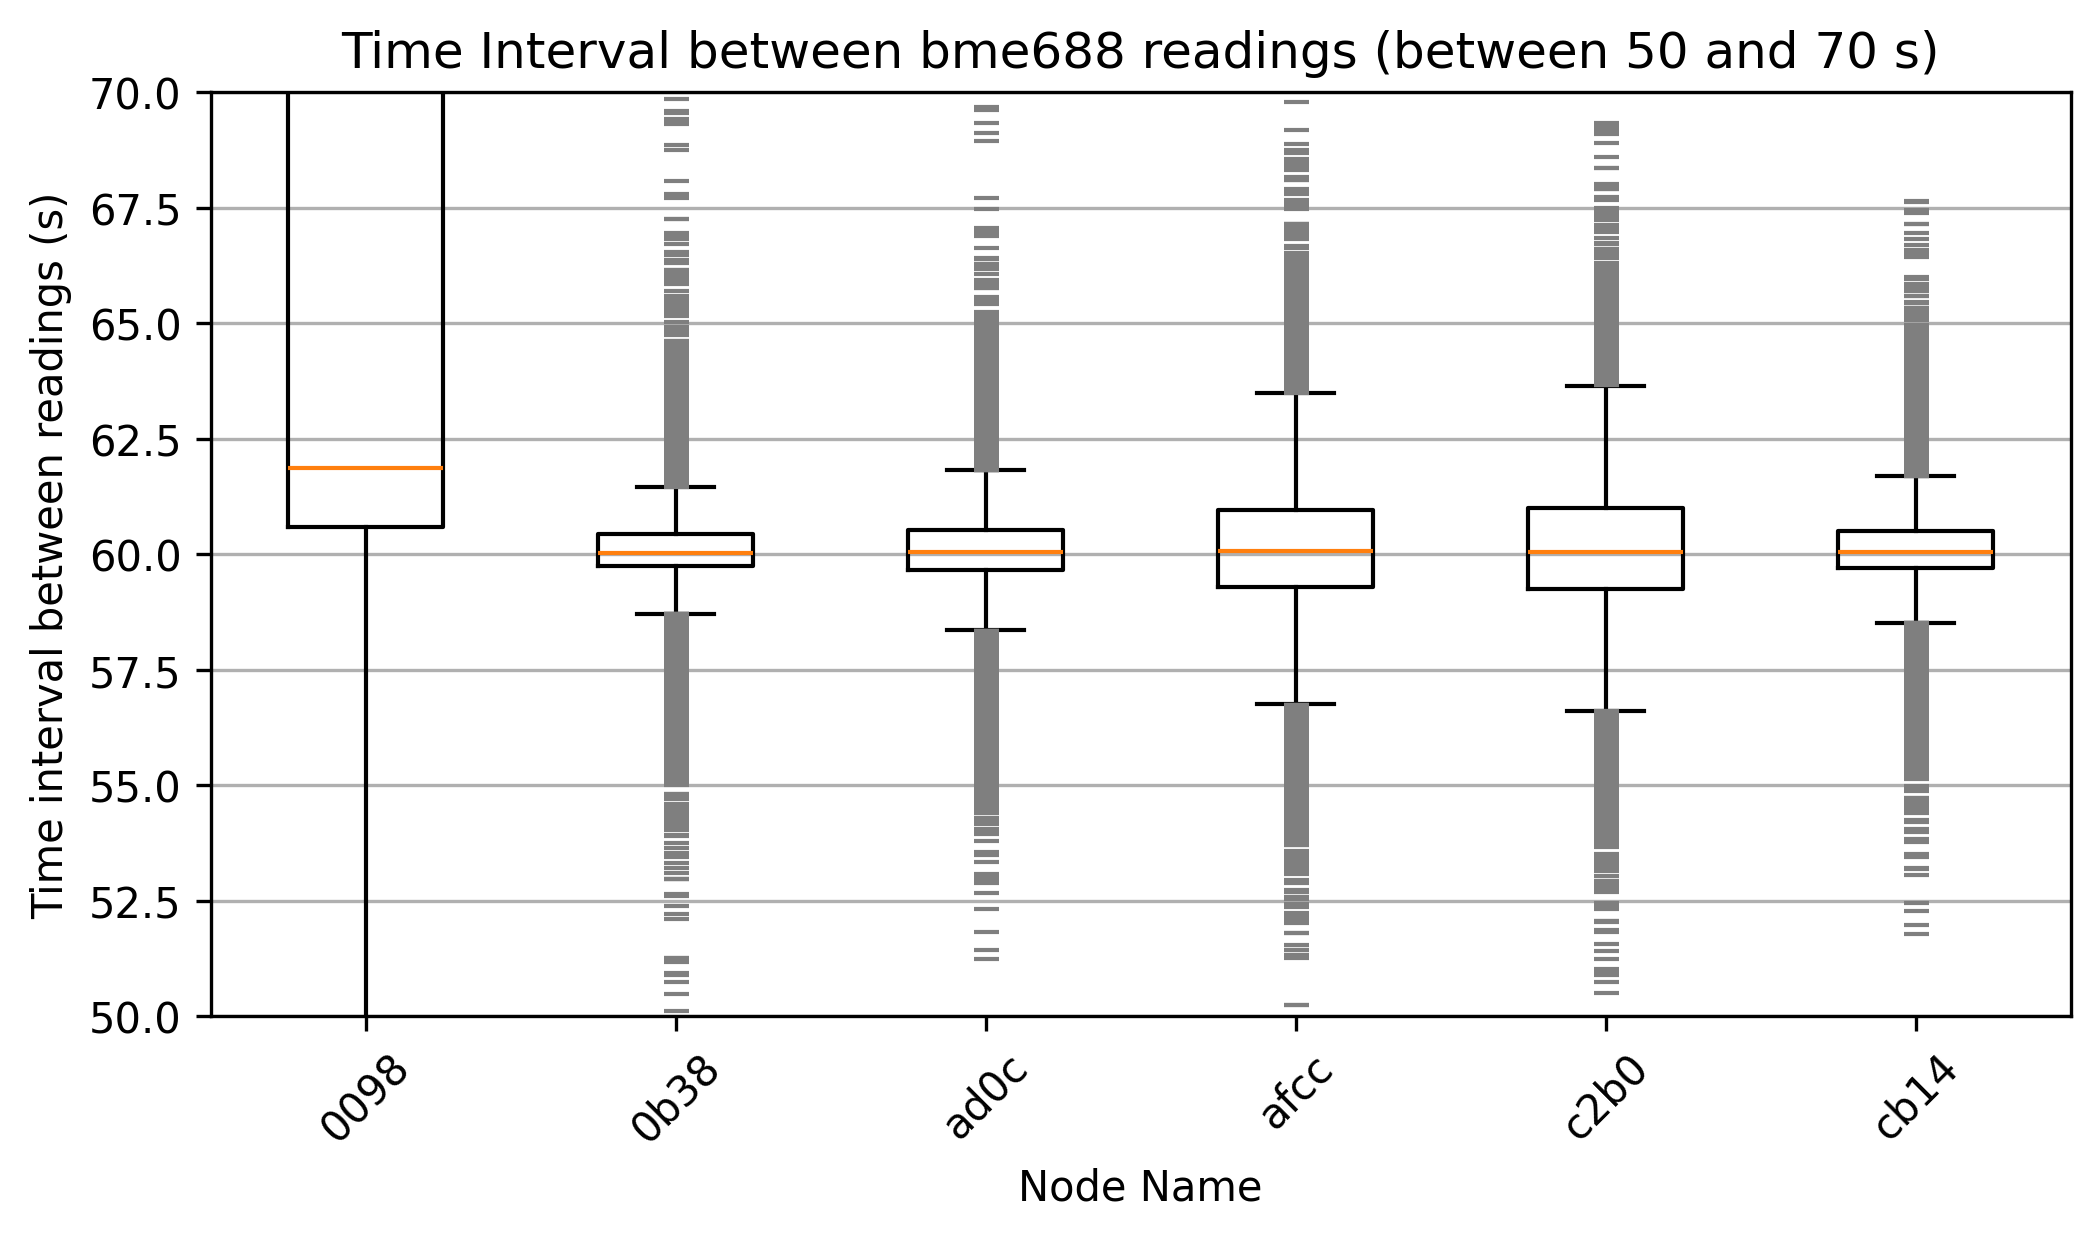 Time Interval between bme688 readings (between 50 and 70 s)
Time interval between readings (s)
70.0
67.5
65.0
62.5
60.0
57.5
55.0
52.5
50.0
0098
0b38
ad0c
afcc
c2b0
cb14
Node Name